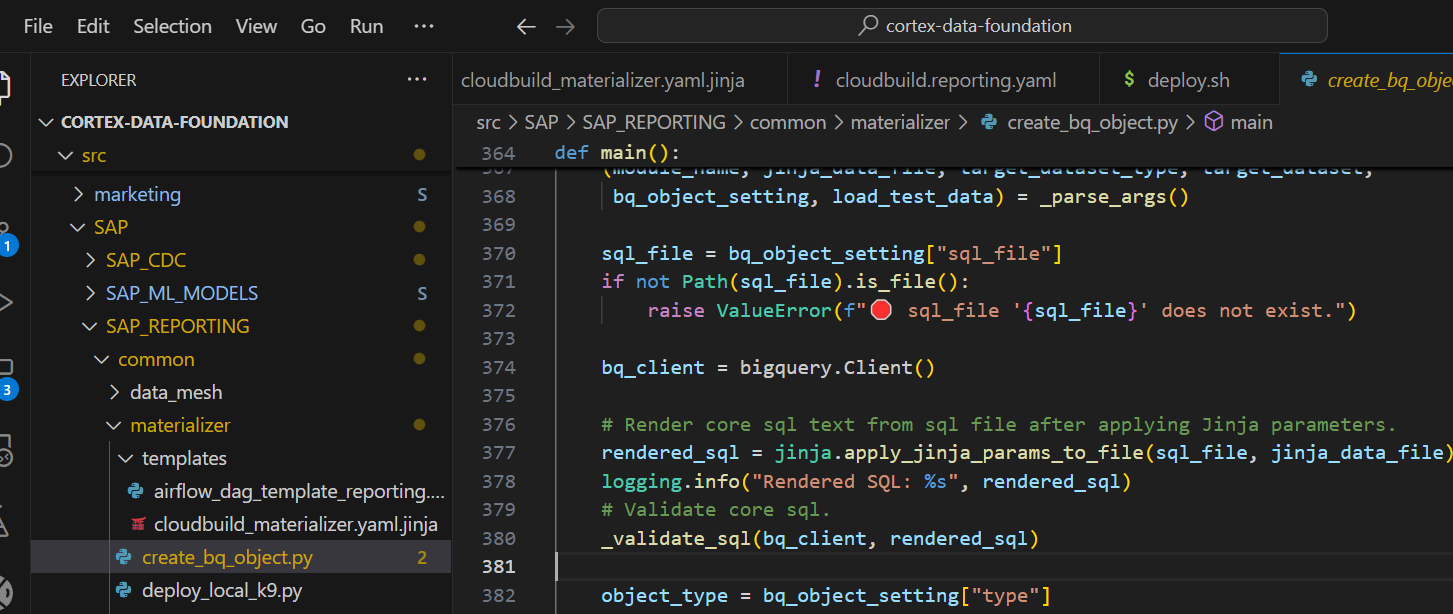 File Edit Selection View Go Run ···
cortex-data-foundation
EXPLORER ···
CORTEX-DATA-FOUNDATION
src
marketing S
SAP
SAP_CDC
SAP_ML_MODELS S
SAP_REPORTING
common
data_mesh
materializer
templates
airflow_dag_template_reporting....
cloudbuild_materializer.yaml.jinja
create_bq_object.py 2
deploy_local_k9.py
1
3
cloudbuild_materializer.yaml.jinja ! cloudbuild.reporting.yaml $ deploy.sh create_bq_obje
src > SAP > SAP_REPORTING > common > materializer > create_bq_object.py > main
364 def main():
367 (module_name, jinja_data_file, target_dataset_type, target_dataset,
368 bq_object_setting, load_test_data) = _parse_args()
369
370 sql_file = bq_object_setting["sql_file"]
371 if not Path(sql_file).is_file():
372 raise ValueError(f"🛑 sql_file '{sql_file}' does not exist.")
373
374 bq_client = bigquery.Client()
375
376 # Render core sql text from sql file after applying Jinja parameters.
377 rendered_sql = jinja.apply_jinja_params_to_file(sql_file, jinja_data_file)
378 logging.info("Rendered SQL: %s", rendered_sql)
379 # Validate core sql.
380 _validate_sql(bq_client, rendered_sql)
381
382 object_type = bq_object_setting["type"]